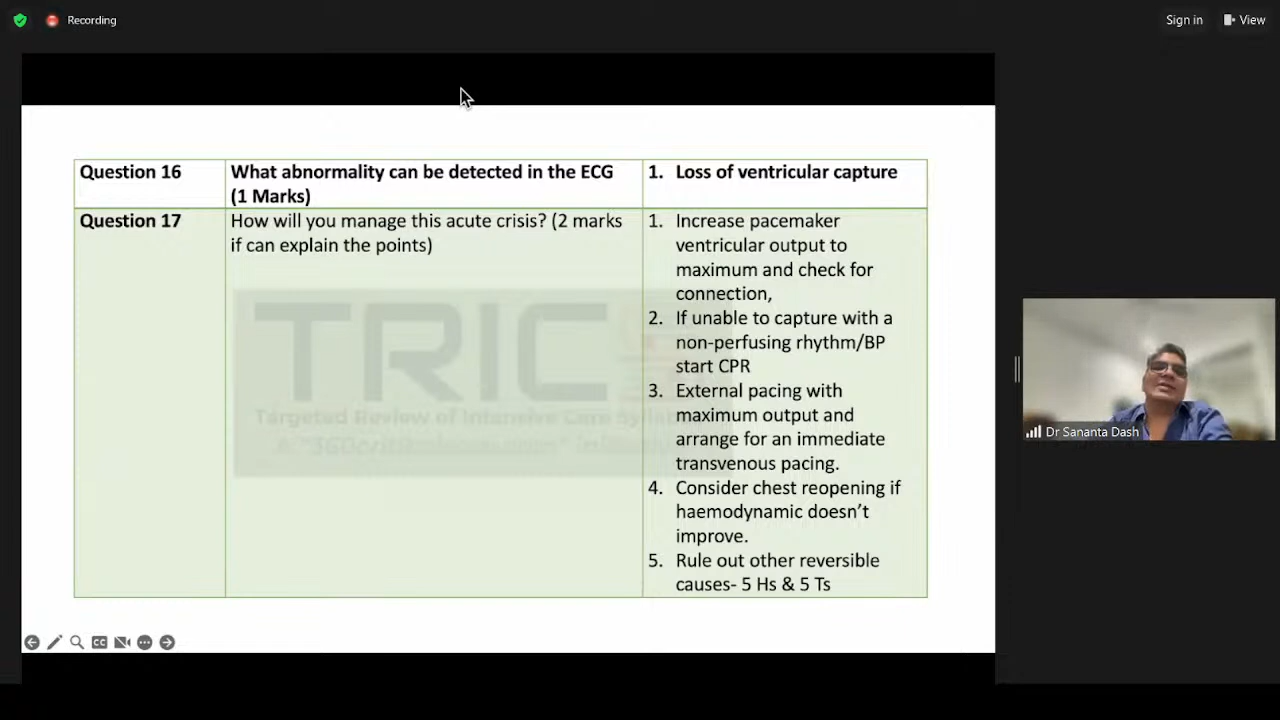 Recording
Sign in
View
Question 16
What abnormality can be detected in the ECG
(1 Marks)
1. Loss of ventricular capture
Question 17
How will you manage this acute crisis? (2 marks
if can explain the points)
1. Increase pacemaker
ventricular output to
maximum and check for
connection,
2. If unable to capture with a
non-perfusing rhythm/BP
start CPR
3. External pacing with
maximum output and
arrange for an immediate
transvenous pacing.
4. Consider chest reopening if
haemodynamic doesn't
improve.
5. Rule out other reversible
causes- 5 Hs & 5 Ts
TRIC
Targeted Review of Intensive Care
CC
Dr Sananta Dash